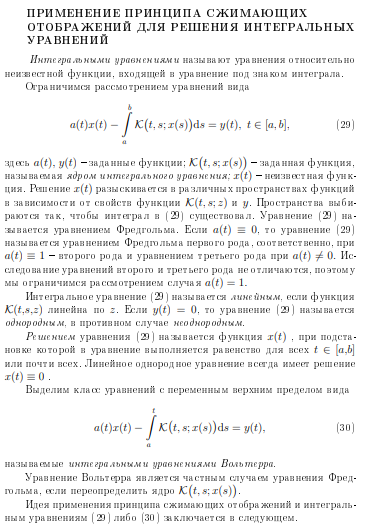 ПРИМЕНЕНИЕ ПРИНЦИПА СЖИМАЮЩИХ
ОТОБРАЖЕНИЙ ДЛЯ РЕШЕНИЯ ИНТЕГРАЛЬНЫХ
УРАВНЕНИЙ
Интегральными уравнениями называют уравнения относительно
неизвестной функции, входящей в уравнение под знаком интеграла.
Ограничимся рассмотрением уравнений вида
a(t)x(t) − ∫ₐᵇ K(t, s; x(s))ds = y(t), t ∈ [a, b], (29)
здесь a(t), y(t) – заданные функции; K(t, s; x(s)) – заданная функция,
называемая ядром интегрального уравнения; x(t) – неизвестная функ-
ция. Решение x(t) разыскивается в различных пространствах функций
в зависимости от свойств функции K(t, s; z) и y. Пространства выби-
раются так, чтобы интеграл в (29) существовал. Уравнение (29) на-
зывается уравнением Фредгольма. Если a(t) ≡ 0, то уравнение (29)
называется уравнением Фредгольма первого рода, соответственно, при
a(t) ≡ 1 – второго рода и уравнением третьего рода при a(t) ≠ 0. Ис-
следование уравнений второго и третьего рода не отличаются, поэтому
мы ограничимся рассмотрением случая a(t) = 1.
Интегральное уравнение (29) называется линейным, если функция
K(t,s,z) линейна по z. Если y(t) = 0, то уравнение (29) называется
однородным, в противном случае неоднородным.
Решением уравнения (29) называется функция x(t) , при подста-
новке которой в уравнение выполняется равенство для всех t ∈ [a,b]
или почти всех. Линейное однородное уравнение всегда имеет решение
x(t) ≡ 0 .
Выделим класс уравнений с переменным верхним пределом вида
a(t)x(t) − ∫ₐᵗ K(t, s; x(s))ds = y(t), (30)
называемые интегральными уравнениями Вольтерра.
Уравнение Вольтерра является частным случаем уравнения Фред-
гольма, если переопределить ядро K(t, s; x(s)).
Идея применения принципа сжимающих отображений к интеграль-
ным уравнениям (29) либо (30) заключается в следующем.